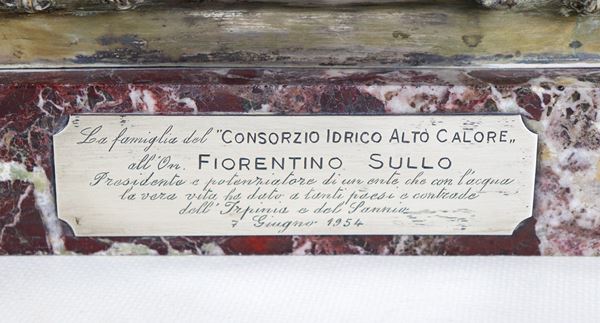 La famiglia del "CONSORZIO IDRICO ALTO CALORE„
all'On. FIORENTINO SULLO
Presidente e potenziatore di un ente, che con l'acqua
la vera vita ha dato a tanti paesi e contrade
dell'Irpinia e del Sannio
7 Giugno 1954